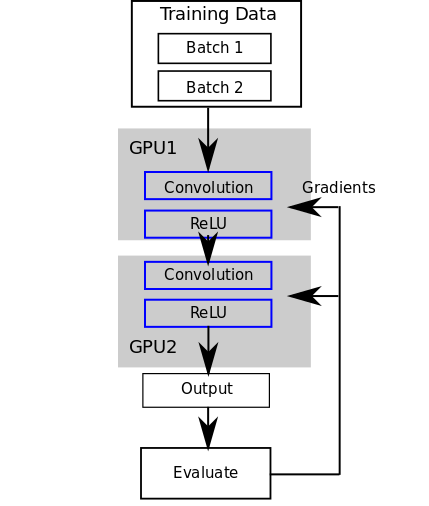 Training Data
Batch 1
Batch 2
GPU1
Convolution
Gradients
ReLU
Convolution
ReLU
GPU2
Output
Evaluate